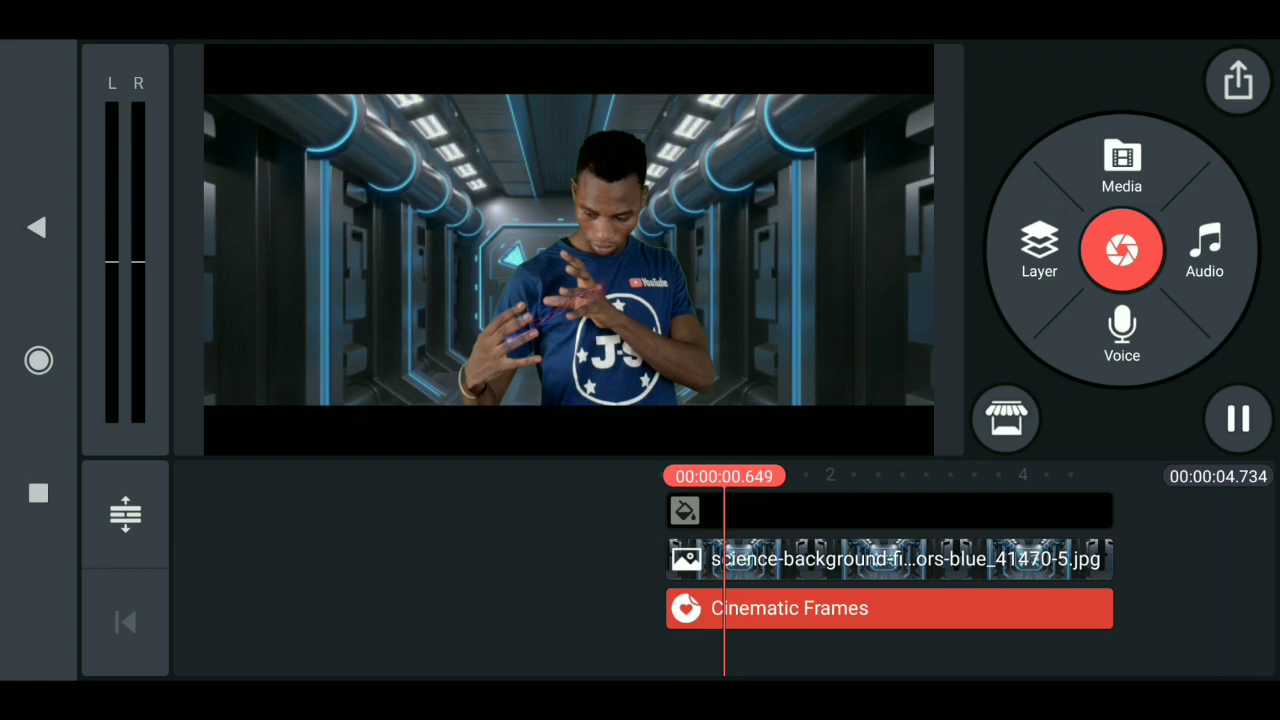 L R
Media
Layer
Audio
Voice
YouTube
J-S
00:00:00.649
2
4
00:00:04.734
science-background-fi...ors-blue_41470-5.jpg
Cinematic Frames